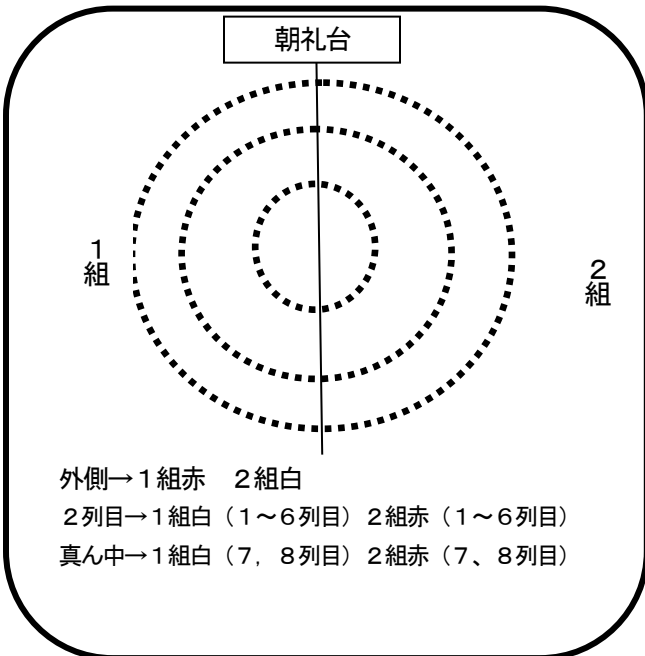 朝礼台
1組
2組
外側→1組赤　2組白
２列目→１組白（１～６列目）２組赤（１～６列目）
真ん中→１組白（７，８列目）２組赤（７、８列目）